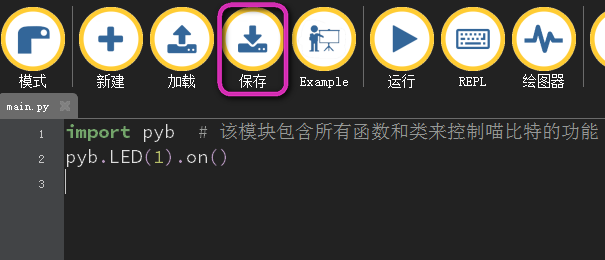 模式 新建 加载 保存 Example 运行 REPL 绘图器
main.py
1 import pyb # 该模块包含所有函数和类来控制喵比特的功能
2 pyb.LED(1).on()
3